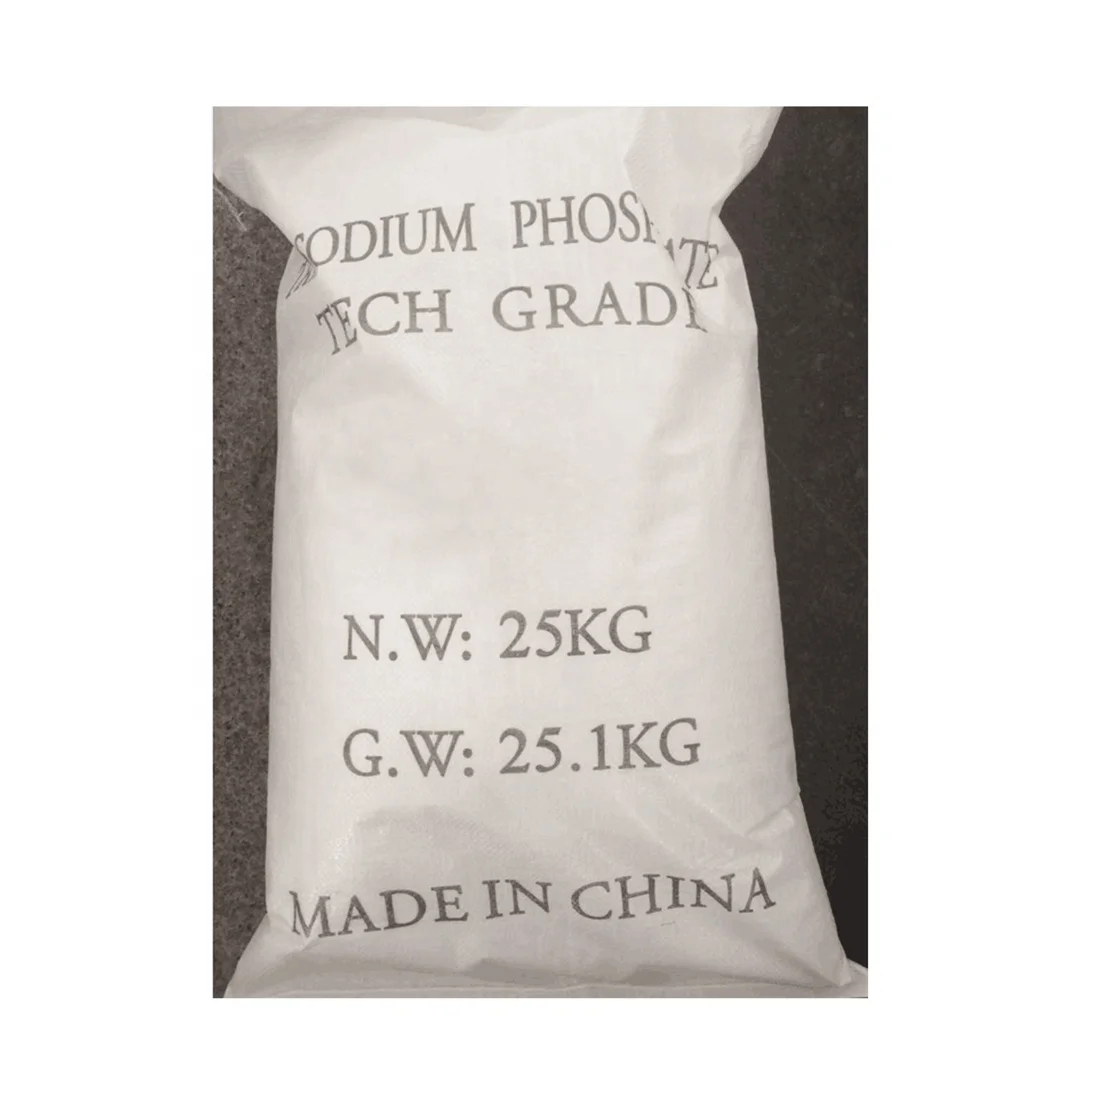 SODIUM PHOSPHATE
TECH GRADE
N.W: 25KG
G.W: 25.1KG
MADE IN CHINA